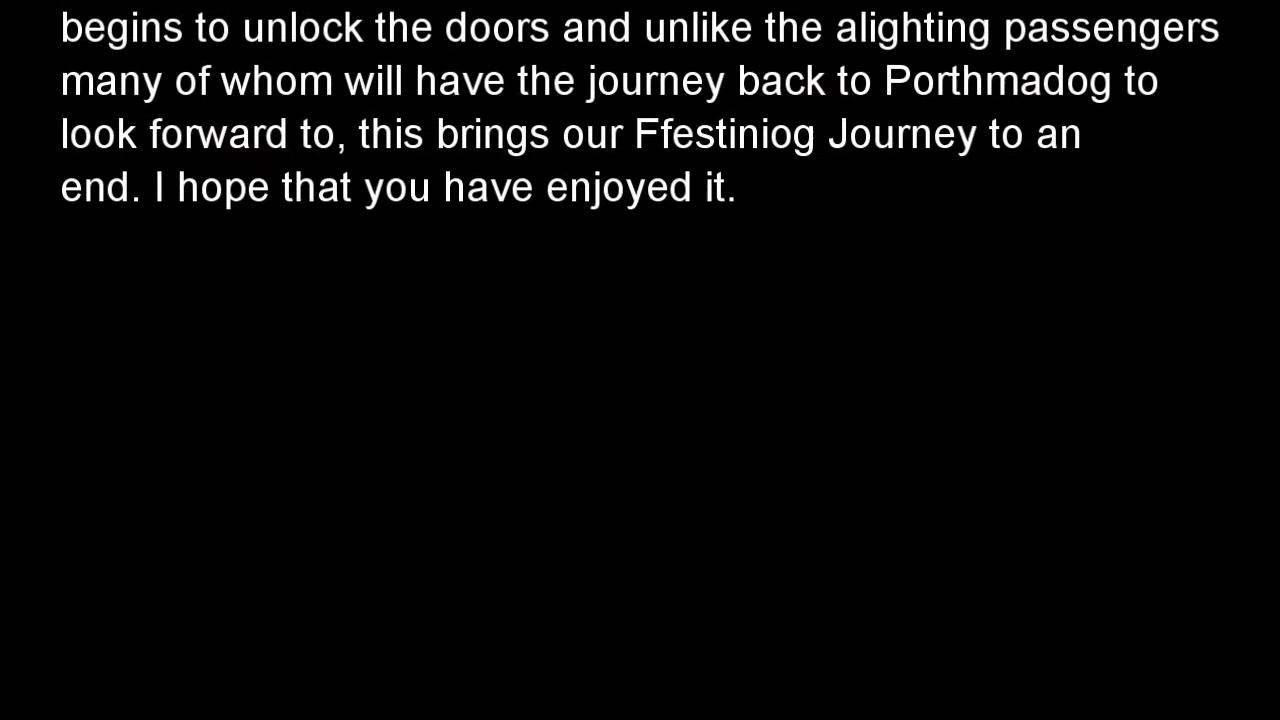 begins to unlock the doors and unlike the alighting passengers
many of whom will have the journey back to Porthmadog to
look forward to, this brings our Ffestiniog Journey to an
end. I hope that you have enjoyed it.